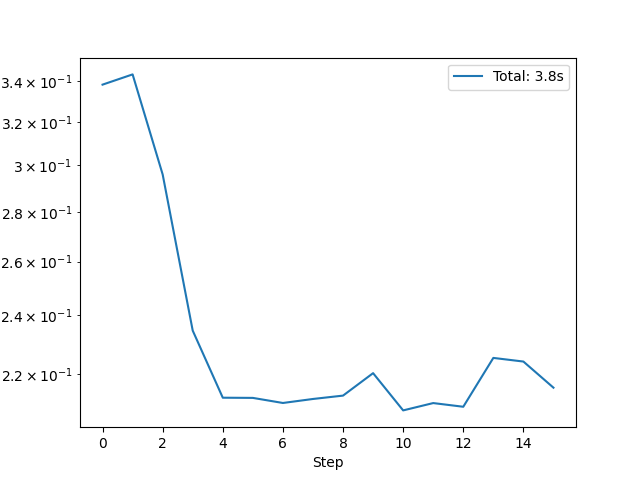 Total: 3.8s
3.4 × 10⁻¹
3.2 × 10⁻¹
3 × 10⁻¹
2.8 × 10⁻¹
2.6 × 10⁻¹
2.4 × 10⁻¹
2.2 × 10⁻¹
0 2 4 6 8 10 12 14
Step